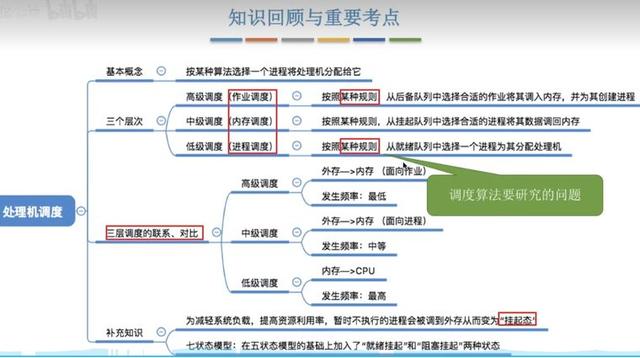 知识回顾与重要考点
基本概念
按某种算法选择一个进程将处理机分配给它
高级调度（作业调度）
按照某种规则，从后备队列中选择合适的作业将其调入内存，并为其创建进程
三个层次
中级调度（内存调度）
按照某种规则，从挂起队列中选择合适的进程将其数据调回内存
低级调度（进程调度）
按照某种规则，从就绪队列中选择一个进程为其分配处理机
外存—>内存（面向作业）
高级调度
发生频率：最低
调度算法要研究的问题
处理机调度
外存—>内存（面向进程）
三层调度的联系、对比
中级调度
发生频率：中等
内存—>CPU
低级调度
发生频率：最高
为减轻系统负载，提高资源利用率，暂时不执行的进程会被调到外存从而变为“挂起态”
补充知识
七状态模型：在五状态模型的基础上加入了“就绪挂起”和“阻塞挂起”两种状态